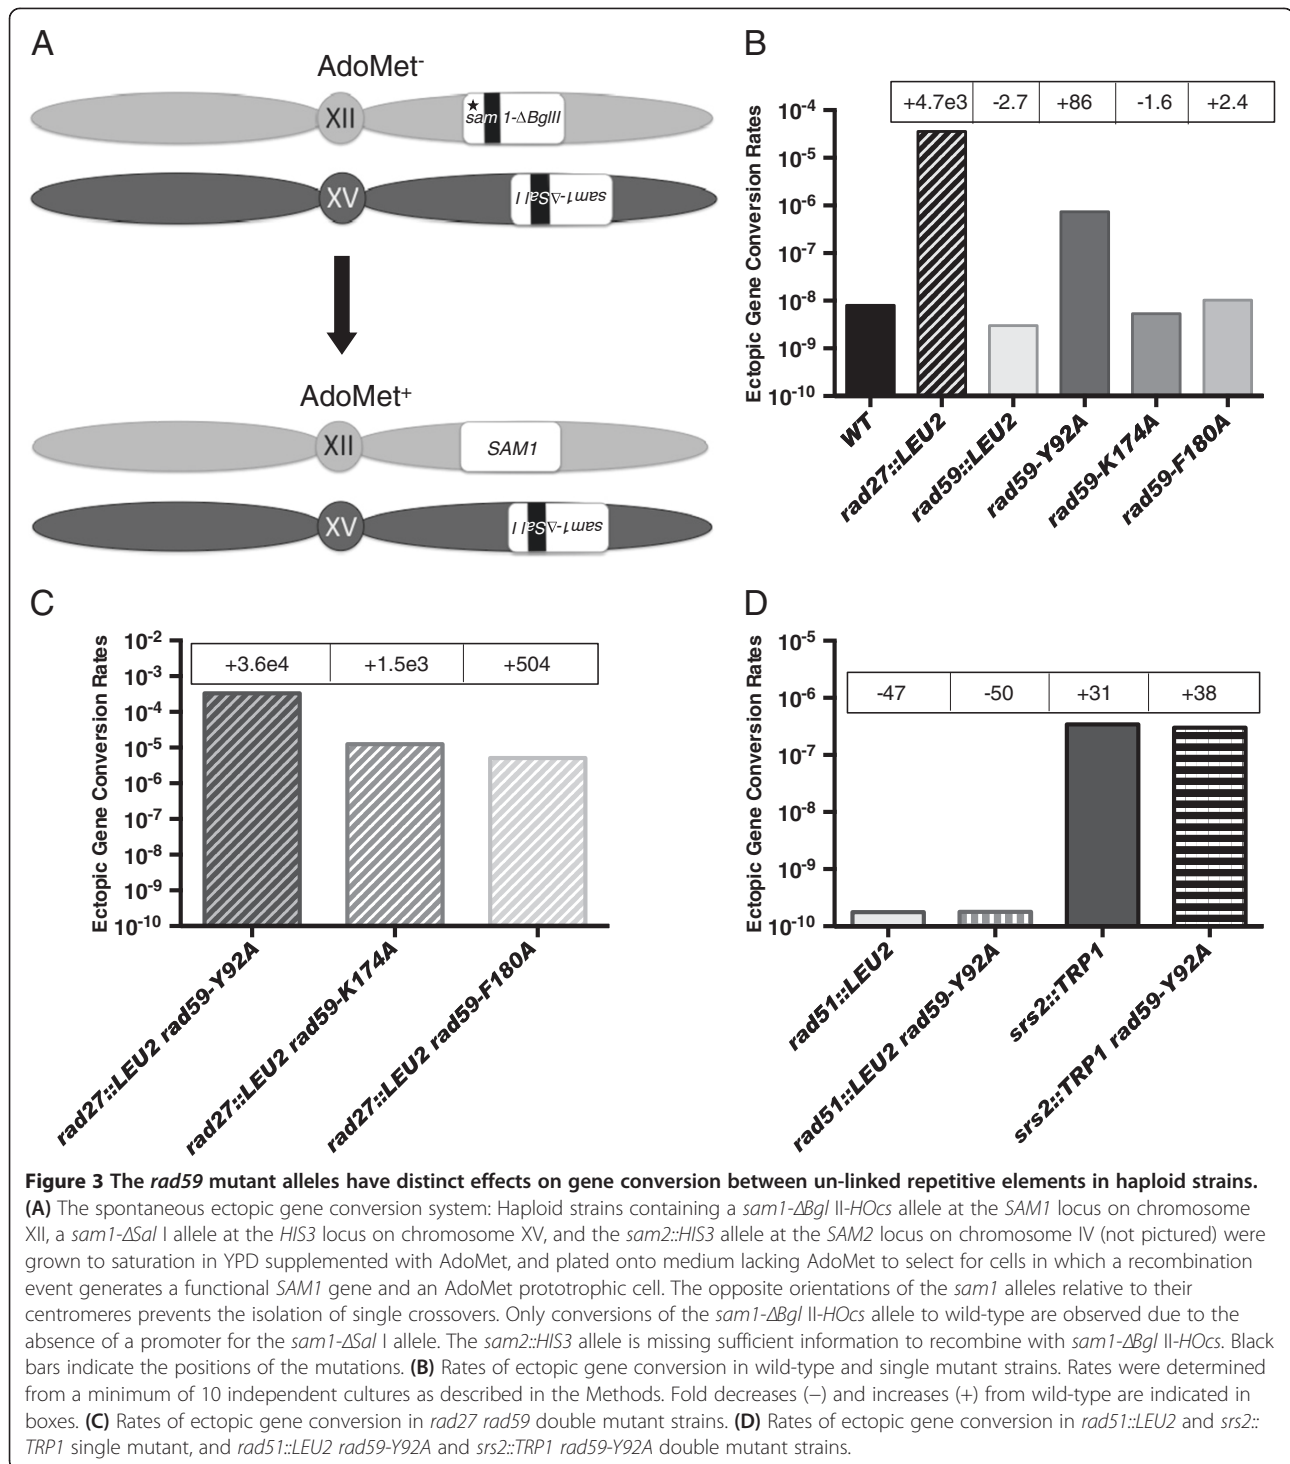 A
AdoMet-
XII
★
sam 1-ΔBglII
XV
sam1-ΔSal I
AdoMet+
XII
SAM1
XV
sam1-ΔSal I
B
+4.7e3 -2.7 +86 -1.6 +2.4
Ectopic Gene Conversion Rates
10-4
10-5
10-6
10-7
10-8
10-9
10-10
WT
rad27::LEU2
rad59::LEU2
rad59-Y92A
rad59-K174A
rad59-F180A
C
+3.6e4 +1.5e3 +504
Ectopic Gene Conversion Rates
10-2
10-3
10-4
10-5
10-6
10-7
10-8
10-9
10-10
rad27::LEU2 rad59-Y92A
rad27::LEU2 rad59-K174A
rad27::LEU2 rad59-F180A
D
-47 -50 +31 +38
Ectopic Gene Conversion Rates
10-5
10-6
10-7
10-8
10-9
10-10
rad51::LEU2
rad51::LEU2 rad59-Y92A
srs2::TRP1
srs2::TRP1 rad59-Y92A
Figure 3 The rad59 mutant alleles have distinct effects on gene conversion between un-linked repetitive elements in haploid strains.
(A) The spontaneous ectopic gene conversion system: Haploid strains containing a sam1-ΔBgl II-HOcs allele at the SAM1 locus on chromosome
XII, a sam1-ΔSal I allele at the HIS3 locus on chromosome XV, and the sam2::HIS3 allele at the SAM2 locus on chromosome IV (not pictured) were
grown to saturation in YPD supplemented with AdoMet, and plated onto medium lacking AdoMet to select for cells in which a recombination
event generates a functional SAM1 gene and an AdoMet prototrophic cell. The opposite orientations of the sam1 alleles relative to their
centromeres prevents the isolation of single crossovers. Only conversions of the sam1-ΔBgl II-HOcs allele to wild-type are observed due to the
absence of a promoter for the sam1-ΔSal I allele. The sam2::HIS3 allele is missing sufficient information to recombine with sam1-ΔBgl II-HOcs. Black
bars indicate the positions of the mutations. (B) Rates of ectopic gene conversion in wild-type and single mutant strains. Rates were determined
from a minimum of 10 independent cultures as described in the Methods. Fold decreases (−) and increases (+) from wild-type are indicated in
boxes. (C) Rates of ectopic gene conversion in rad27 rad59 double mutant strains. (D) Rates of ectopic gene conversion in rad51::LEU2 and srs2::
TRP1 single mutant, and rad51::LEU2 rad59-Y92A and srs2::TRP1 rad59-Y92A double mutant strains.